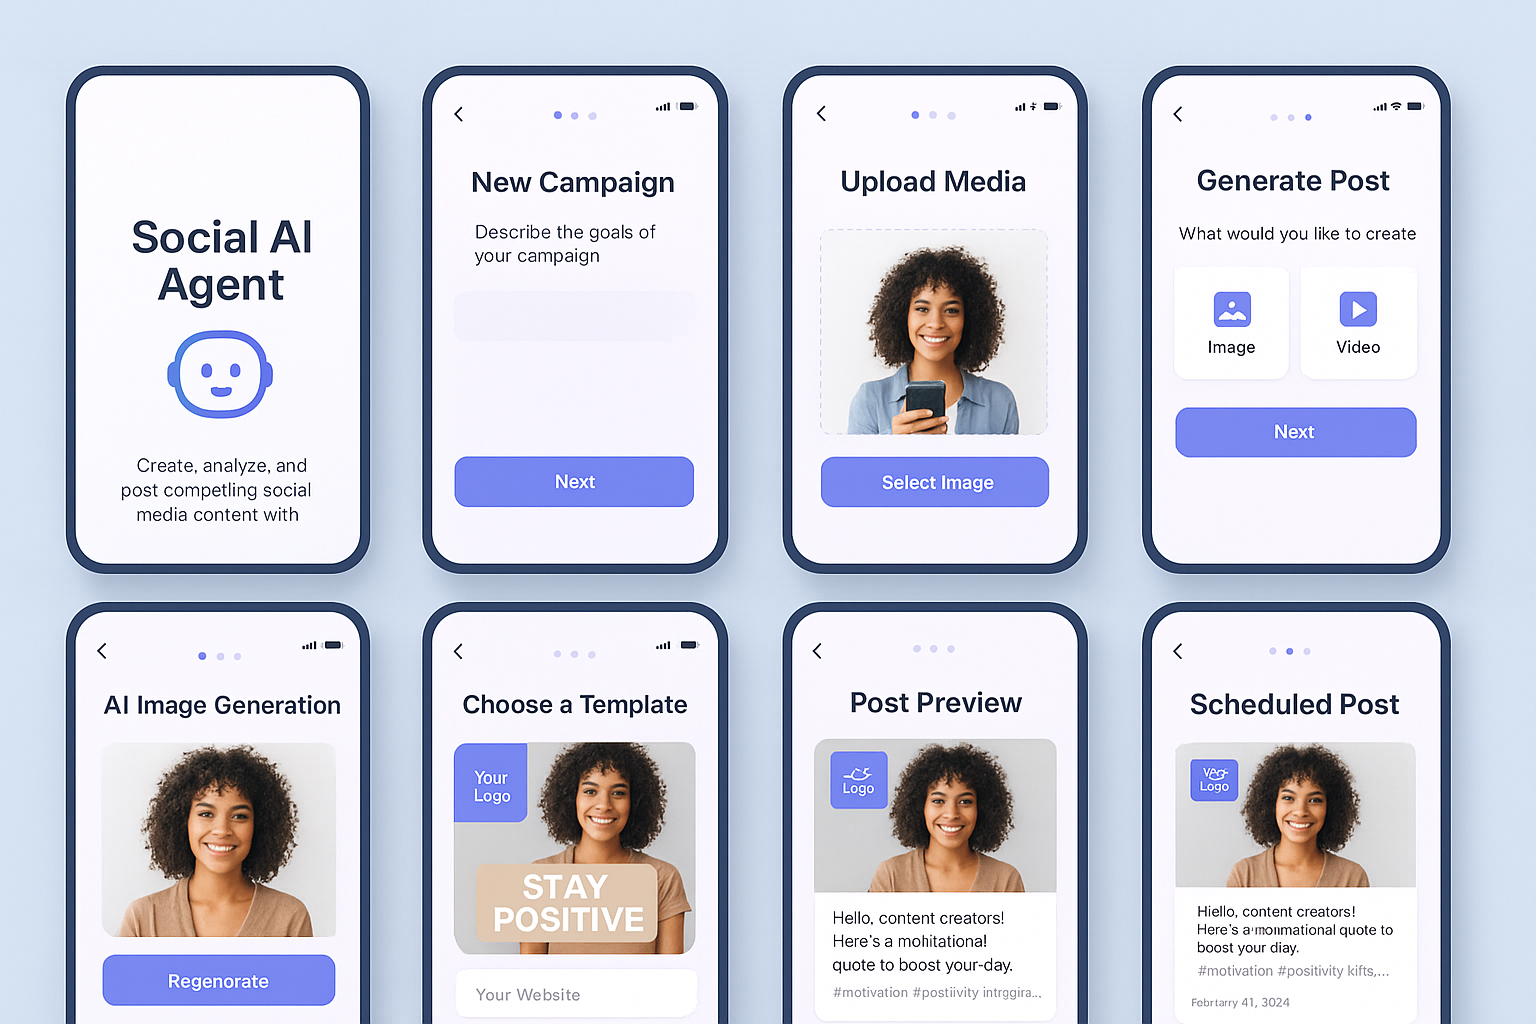 Social AI
Agent
Create, analyze, and
post competling social
media content with
New Campaign
Describe the goals of
your campaign
Next
Upload Media
Select Image
Generate Post
What would you like to create
Image
Video
Next
AI Image Generation
Regenorate
Choose a Template
Your
Logo
STAY
POSITIVE
Your Website
Post Preview
Logo
Hello, content creators!
Here's a mohitational!
quote to boost your-day.
#motivation #postiivity intrggira...
Scheduled Post
Logo
Hiello, content creators!
Here's a quote to
boost your diay.
#motivation #positivity kifts,...
Febrtarry 41, 3024